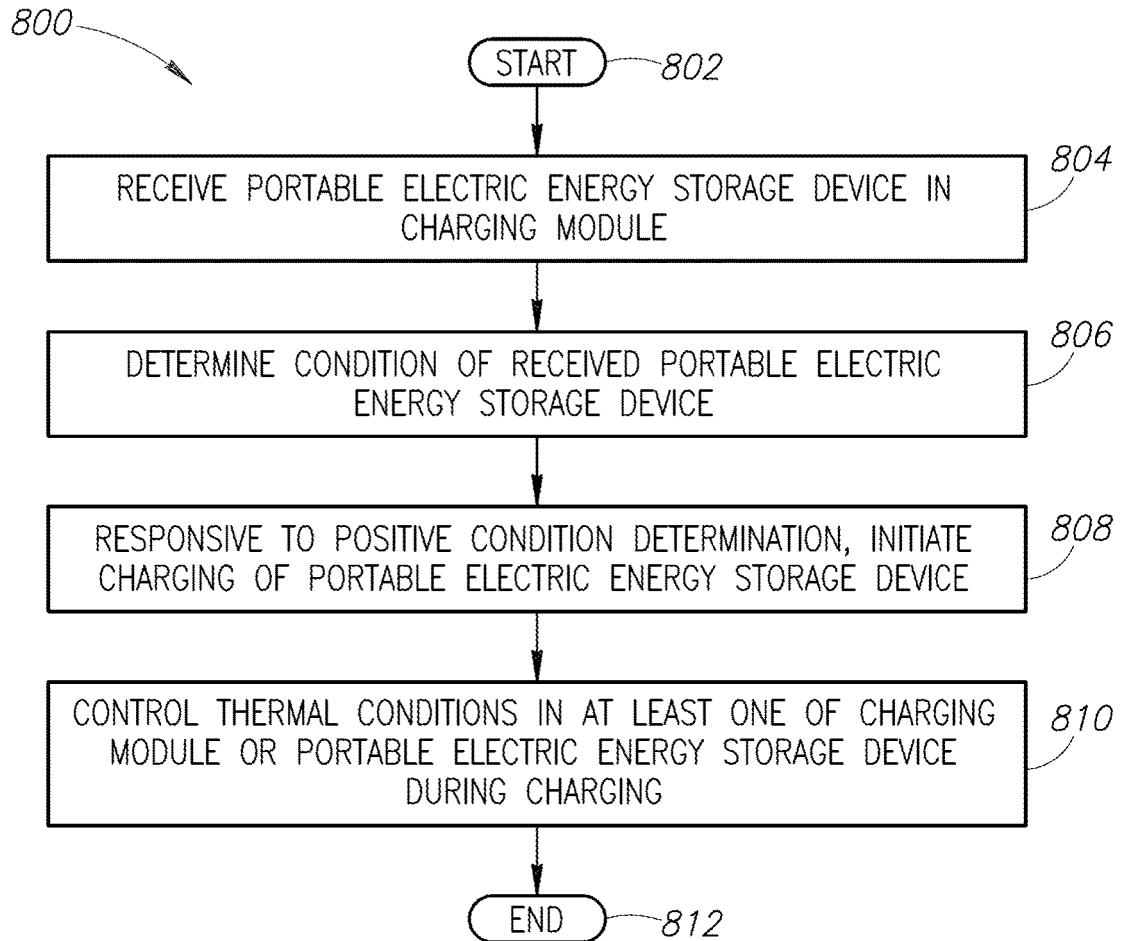 800
START 802
804
RECEIVE PORTABLE ELECTRIC ENERGY STORAGE DEVICE IN
CHARGING MODULE
806
DETERMINE CONDITION OF RECEIVED PORTABLE ELECTRIC
ENERGY STORAGE DEVICE
808
RESPONSIVE TO POSITIVE CONDITION DETERMINATION, INITIATE
CHARGING OF PORTABLE ELECTRIC ENERGY STORAGE DEVICE
810
CONTROL THERMAL CONDITIONS IN AT LEAST ONE OF CHARGING
MODULE OR PORTABLE ELECTRIC ENERGY STORAGE DEVICE
DURING CHARGING
END 812